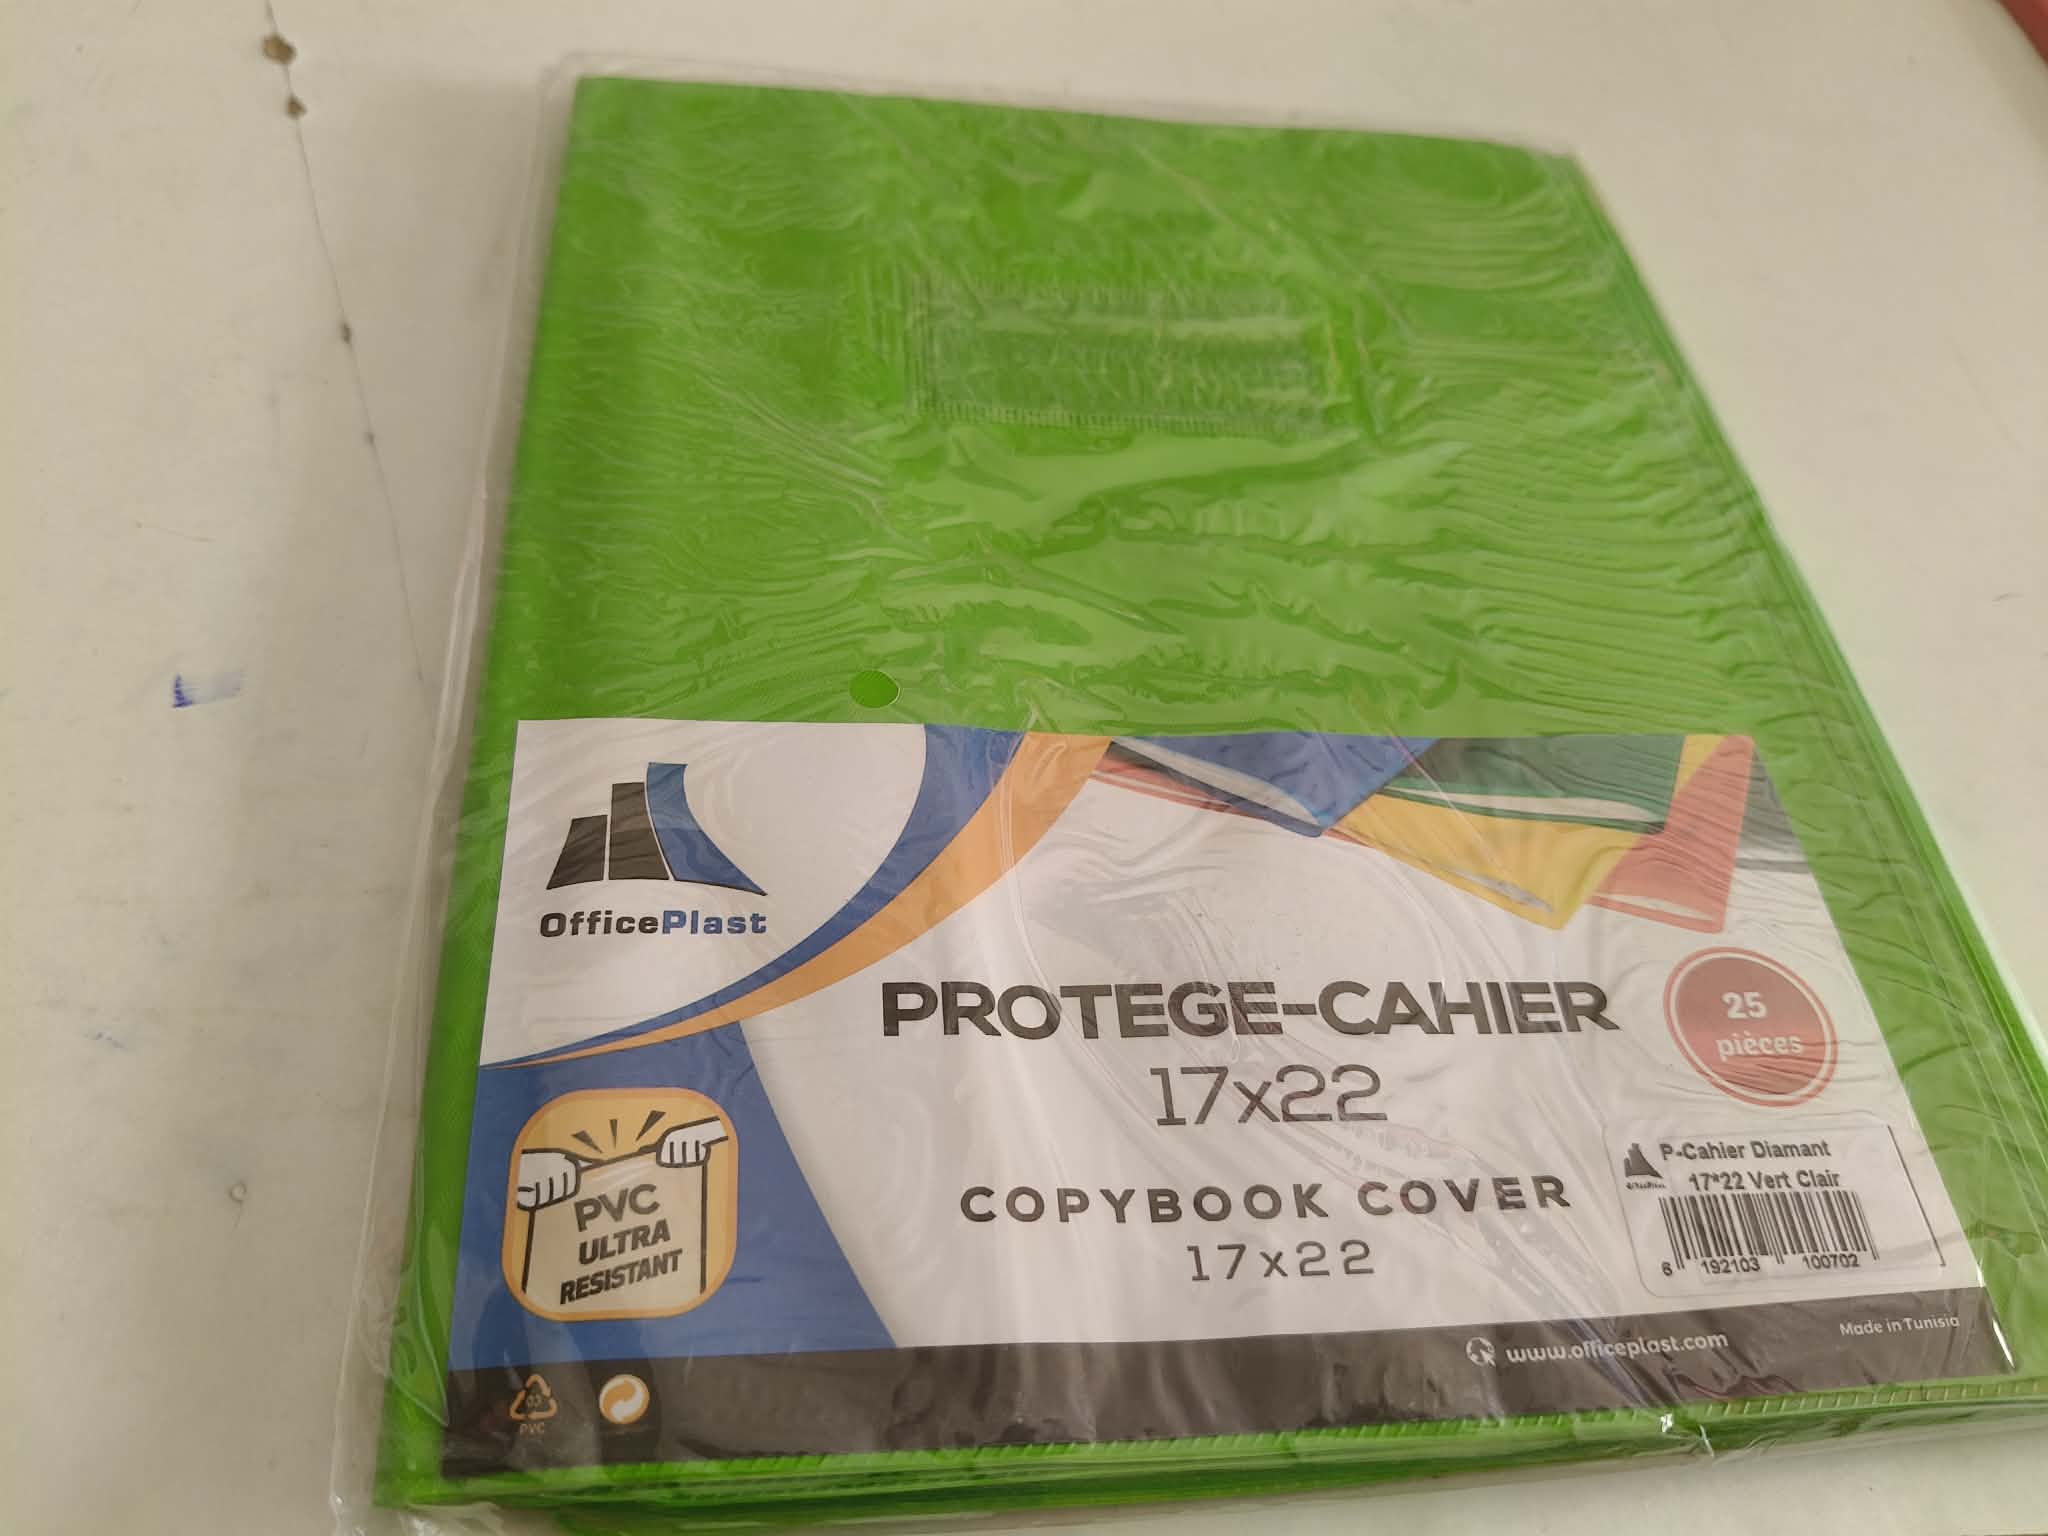 OfficePlast
PROTEGE-CAHIER
17x22
25
pièces
COPYBOOK COVER
17x22
PVC
ULTRA
RESISTANT
P-Cahier Diamant
17*22 Vert Clair
6 192103 100702
www.officeplast.com
Made in Tunisia
03
PVC